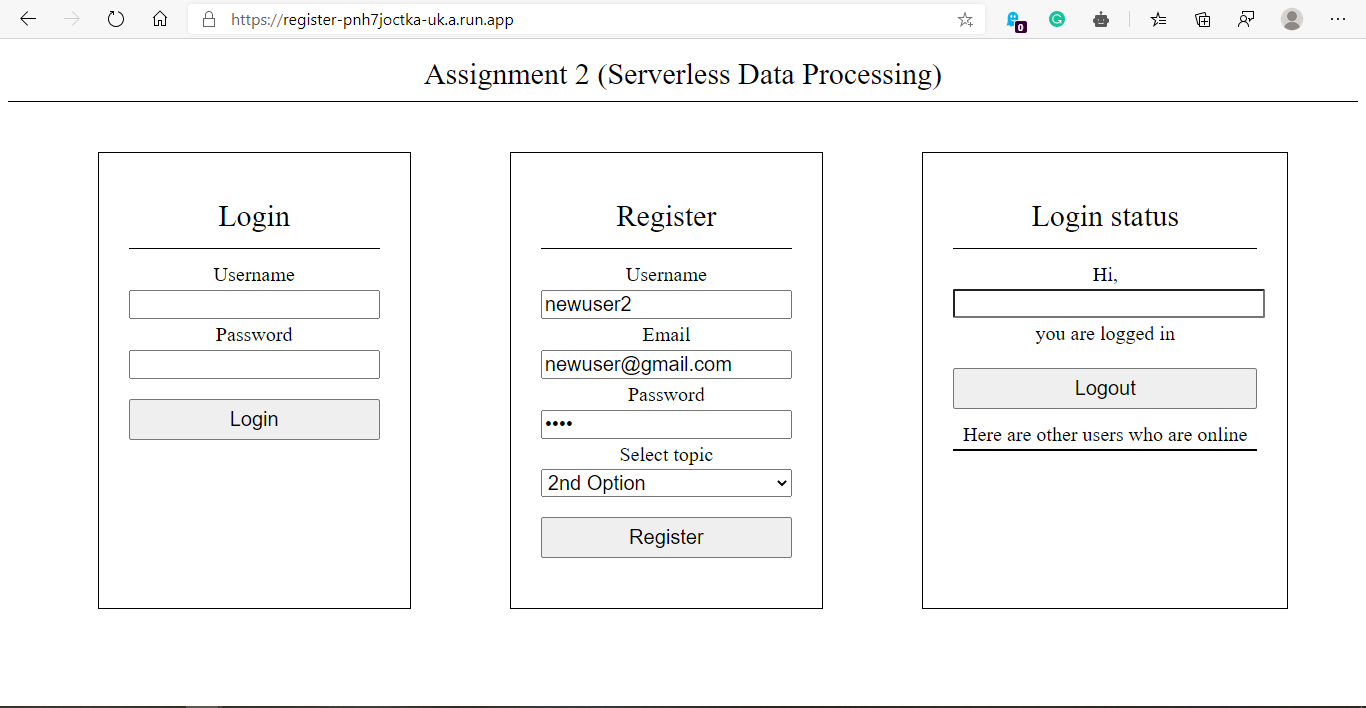 https://register-pnh7joctka-uk.a.run.app
0
Assignment 2 (Serverless Data Processing)
Login
Username
Password
Login
Register
Username
newuser2
Email
newuser@gmail.com
Password
••••
Select topic
2nd Option
Register
Login status
Hi,
you are logged in
Logout
Here are other users who are online